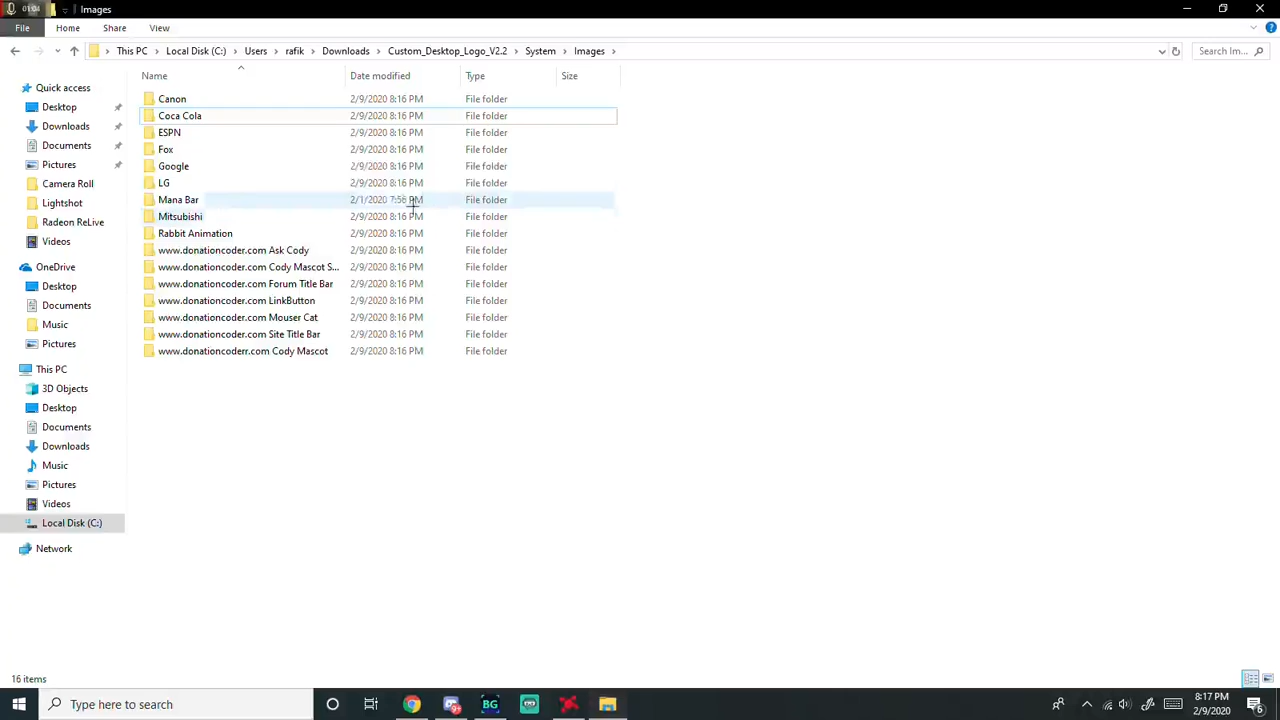 01:04
Images
File Home Share View
This PC Local Disk (C:) Users rafik Downloads Custom_Desktop_Logo_V2.2 System Images Search Im...
Name Date modified Type Size
Quick access
Desktop
Downloads
Documents
Pictures
Camera Roll
Lightshot
Radeon ReLive
Videos
OneDrive
Desktop
Documents
Music
Pictures
This PC
3D Objects
Desktop
Documents
Downloads
Music
Pictures
Videos
Local Disk (C:)
Network
Canon 2/9/2020 8:16 PM File folder
Coca Cola 2/9/2020 8:16 PM File folder
ESPN 2/9/2020 8:16 PM File folder
Fox 2/9/2020 8:16 PM File folder
Google 2/9/2020 8:16 PM File folder
LG 2/9/2020 8:16 PM File folder
Mana Bar 2/1/2020 7:56 PM File folder
Mitsubishi 2/9/2020 8:16 PM File folder
Rabbit Animation 2/9/2020 8:16 PM File folder
www.donationcoder.com Ask Cody 2/9/2020 8:16 PM File folder
www.donationcoder.com Cody Mascot S... 2/9/2020 8:16 PM File folder
www.donationcoder.com Forum Title Bar 2/9/2020 8:16 PM File folder
www.donationcoder.com LinkButton 2/9/2020 8:16 PM File folder
www.donationcoder.com Mouser Cat 2/9/2020 8:16 PM File folder
www.donationcoder.com Site Title Bar 2/9/2020 8:16 PM File folder
www.donationcoderr.com Cody Mascot 2/9/2020 8:16 PM File folder
16 items
Type here to search
BG
8:17 PM
2/9/2020
6